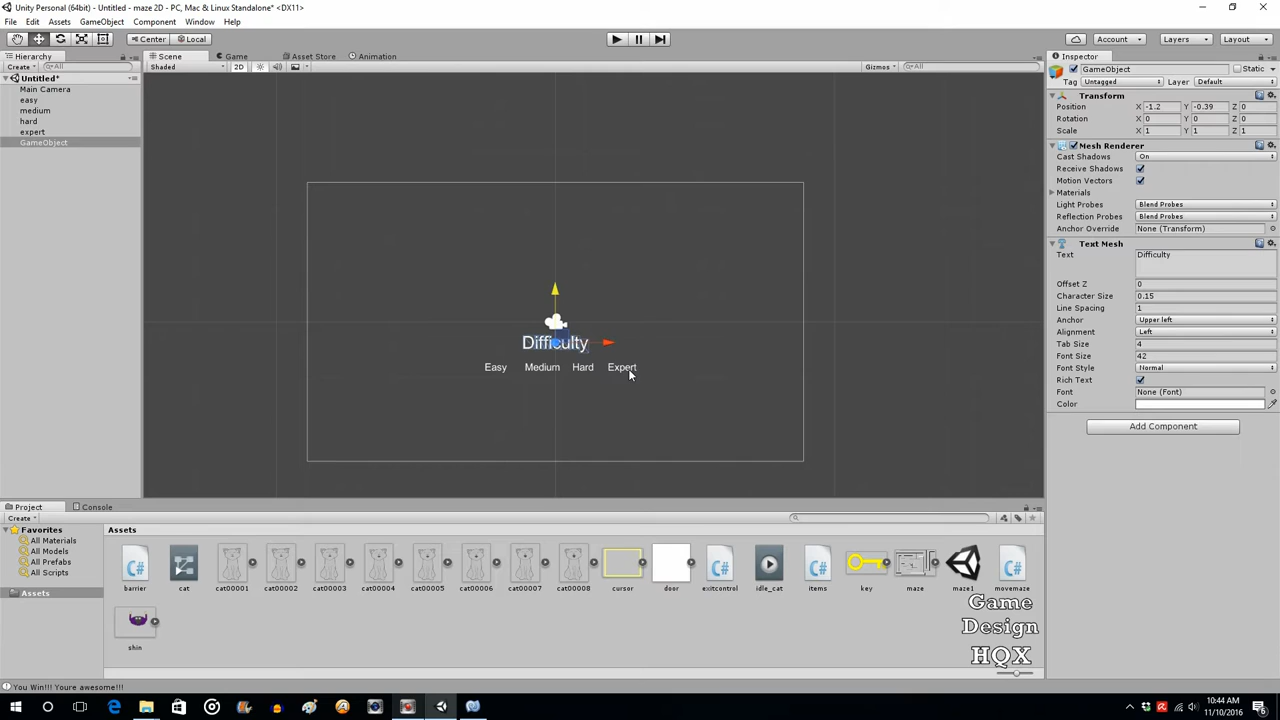 Unity Personal (64bit) - Untitled - maze 2D - PC, Mac & Linux Standalone* <DX11>
File Edit Assets GameObject Component Window Help
Center Local Account Layers Layout
Hierarchy Scene Game Asset Store Animation Inspector
Create All Shaded 2D Gizmos All
Untitled*
Main Camera
easy
medium
hard
expert
GameObject
Difficulty
Easy Medium Hard Expert
GameObject Static
Tag Untagged Layer Default
Transform
Position X -1.2 Y -0.39 Z 0
Rotation X 0 Y 0 Z 0
Scale X 1 Y 1 Z 1
Mesh Renderer
Cast Shadows On
Receive Shadows
Motion Vectors
Materials
Light Probes Blend Probes
Reflection Probes Blend Probes
Anchor Override None (Transform)
Text Mesh
Text Difficulty
Offset Z 0
Character Size 0.15
Line Spacing 1
Anchor Upper left
Alignment Left
Tab Size 4
Font Size 42
Font Style Normal
Rich Text
Font None (Font)
Color
Add Component
Project Console
Create
Favorites
All Materials
All Models
All Prefabs
All Scripts
Assets
Assets
C# C# C# C#
barrier cat cat00001 cat00002 cat00003 cat00004 cat00005 cat00006 cat00007 cat00008 cursor door exitcontrol idle_cat items key maze maze1 movemaze
shin
Game
Design
HQX
You Win!!! Youre awesome!!!
10:44 AM
11/10/2016